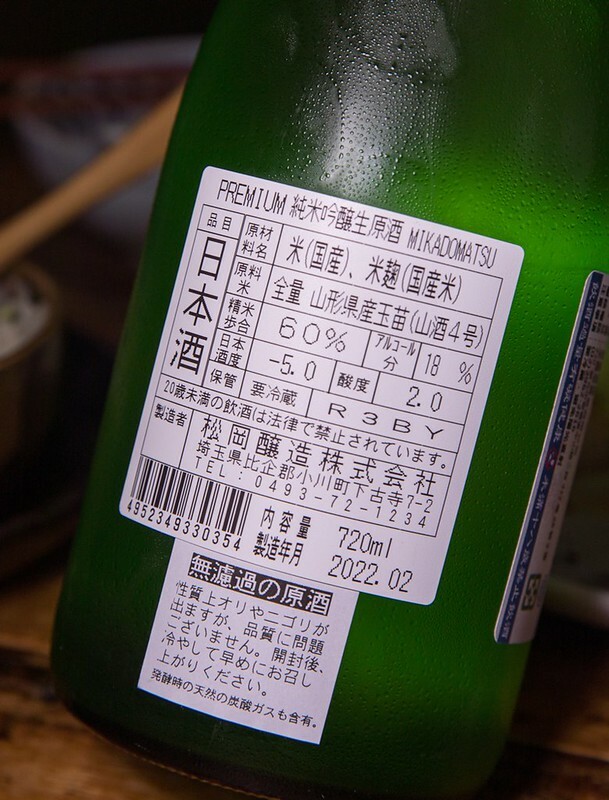 PREMIUM 純米吟醸生原酒 MIKADOMATSU
品目 日本酒
原材料名 米(国産)、米麹(国産米)
原料米 全量 山形県産玉苗(山酒4号)
精米歩合 60% アルコール分 18 %
日本酒度 -5.0 酸度 2.0
保管 要冷蔵 R3BY
20歳未満の飲酒は法律で禁止されています。
製造者 松岡醸造株式会社
埼玉県比企郡小川町下古寺7-2
TEL:0493-72-1234
4952349330354
内容量 720ml
製造年月 2022.02
無濾過の原酒
性質上オリやニゴリが
出ますが、品質に問題
ございません。開封後、
冷やして早めにお召し
上がりください。
発酵時の天然の炭酸ガスも含有。